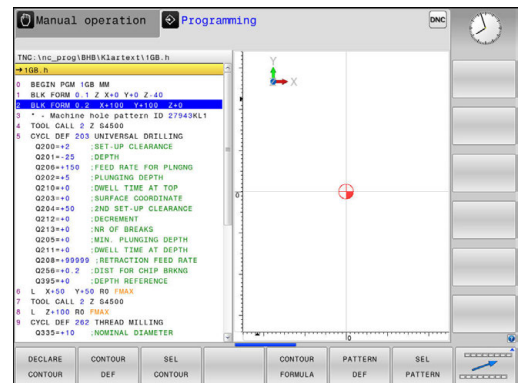 Manual operation
Programming
DNC
TNC:\nc_prog\BHB\Klartext\1GB.h
→1GB.h
0 BEGIN PGM 1GB MM
1 BLK FORM 0.1 Z X+0 Y+0 Z-40
2 BLK FORM 0.2 X+100 Y+100 Z+0
3 * - Machine hole pattern ID 27943KL1
4 TOOL CALL 2 Z S4500
5 CYCL DEF 203 UNIVERSAL DRILLING
Q200=+2 ;SET-UP CLEARANCE
Q201=-25 ;DEPTH
Q206=+150 ;FEED RATE FOR PLNGNG
Q202=+5 ;PLUNGING DEPTH
Q210=+0 ;DWELL TIME AT TOP
Q203=+0 ;SURFACE COORDINATE
Q204=+50 ;2ND SET-UP CLEARANCE
Q212=+0 ;DECREMENT
Q213=+0 ;NR OF BREAKS
Q205=+0 ;MIN. PLUNGING DEPTH
Q211=+0 ;DWELL TIME AT DEPTH
Q208=+99999 ;RETRACTION FEED RATE
Q256=+0.2 ;DIST FOR CHIP BRKNG
Q395=+0 ;DEPTH REFERENCE
6 L X+50 Y+50 R0 FMAX
7 TOOL CALL 2 Z S4500
8 L Z+100 R0 FMAX
9 CYCL DEF 262 THREAD MILLING
Q335=+10 ;NOMINAL DIAMETER
Y
X
0
0
DECLARE CONTOUR
CONTOUR DEF
SEL CONTOUR
CONTOUR FORMULA
PATTERN DEF
SEL PATTERN